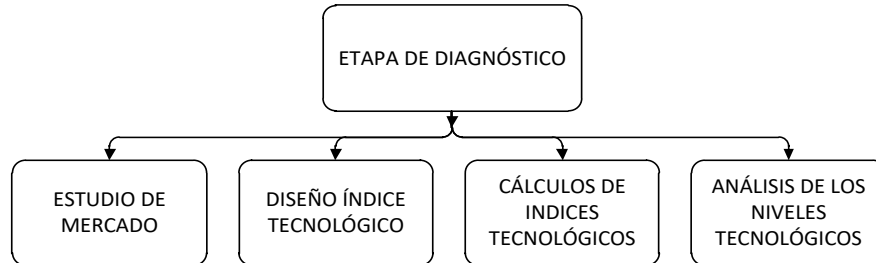 ETAPA DE DIAGNÓSTICO
ESTUDIO DE
MERCADO
DISEÑO ÍNDICE
TECNOLÓGICO
CÁLCULOS DE
INDICES
TECNOLÓGICOS
ANÁLISIS DE LOS
NIVELES
TECNOLÓGICOS